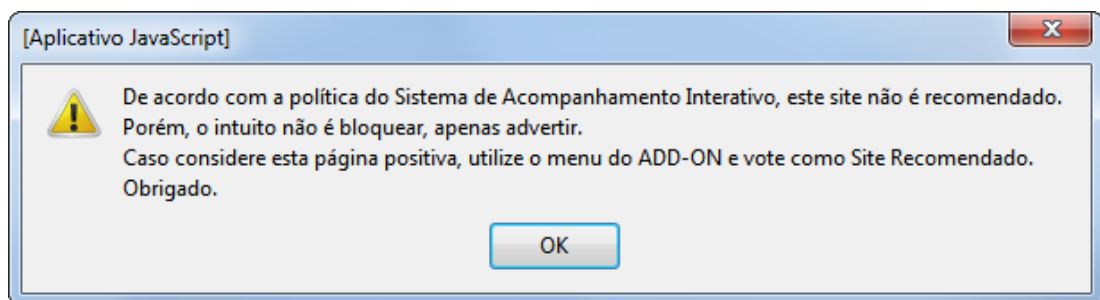 [Aplicativo JavaScript]
De acordo com a política do Sistema de Acompanhamento Interativo, este site não é recomendado.
Porém, o intuito não é bloquear, apenas advertir.
Caso considere esta página positiva, utilize o menu do ADD-ON e vote como Site Recomendado.
Obrigado.
OK